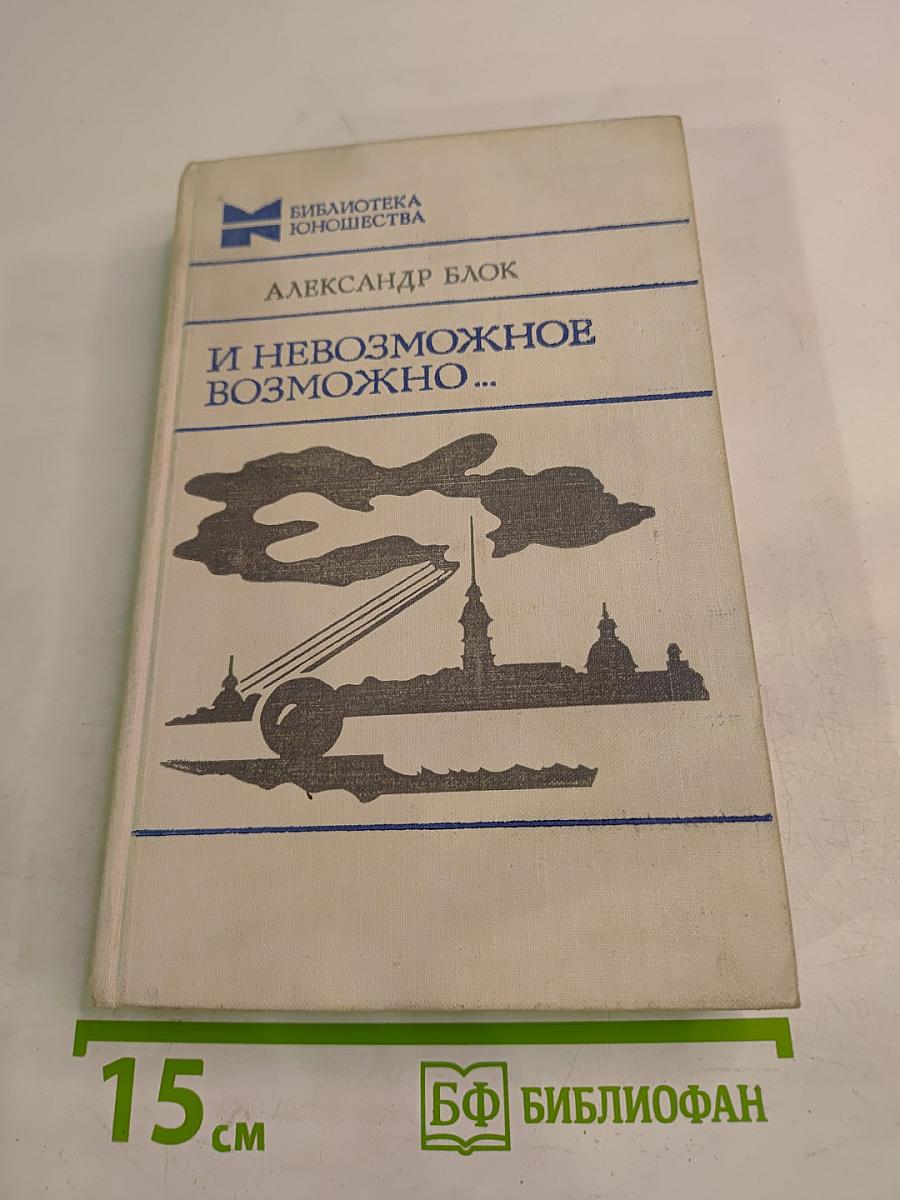 БИБЛИОТЕКА
ЮНОШЕСТВА
АЛЕКСАНДР БЛОК
И НЕВОЗМОЖНОЕ
ВОЗМОЖНО...
15 см
БФ БИБЛИОФАН